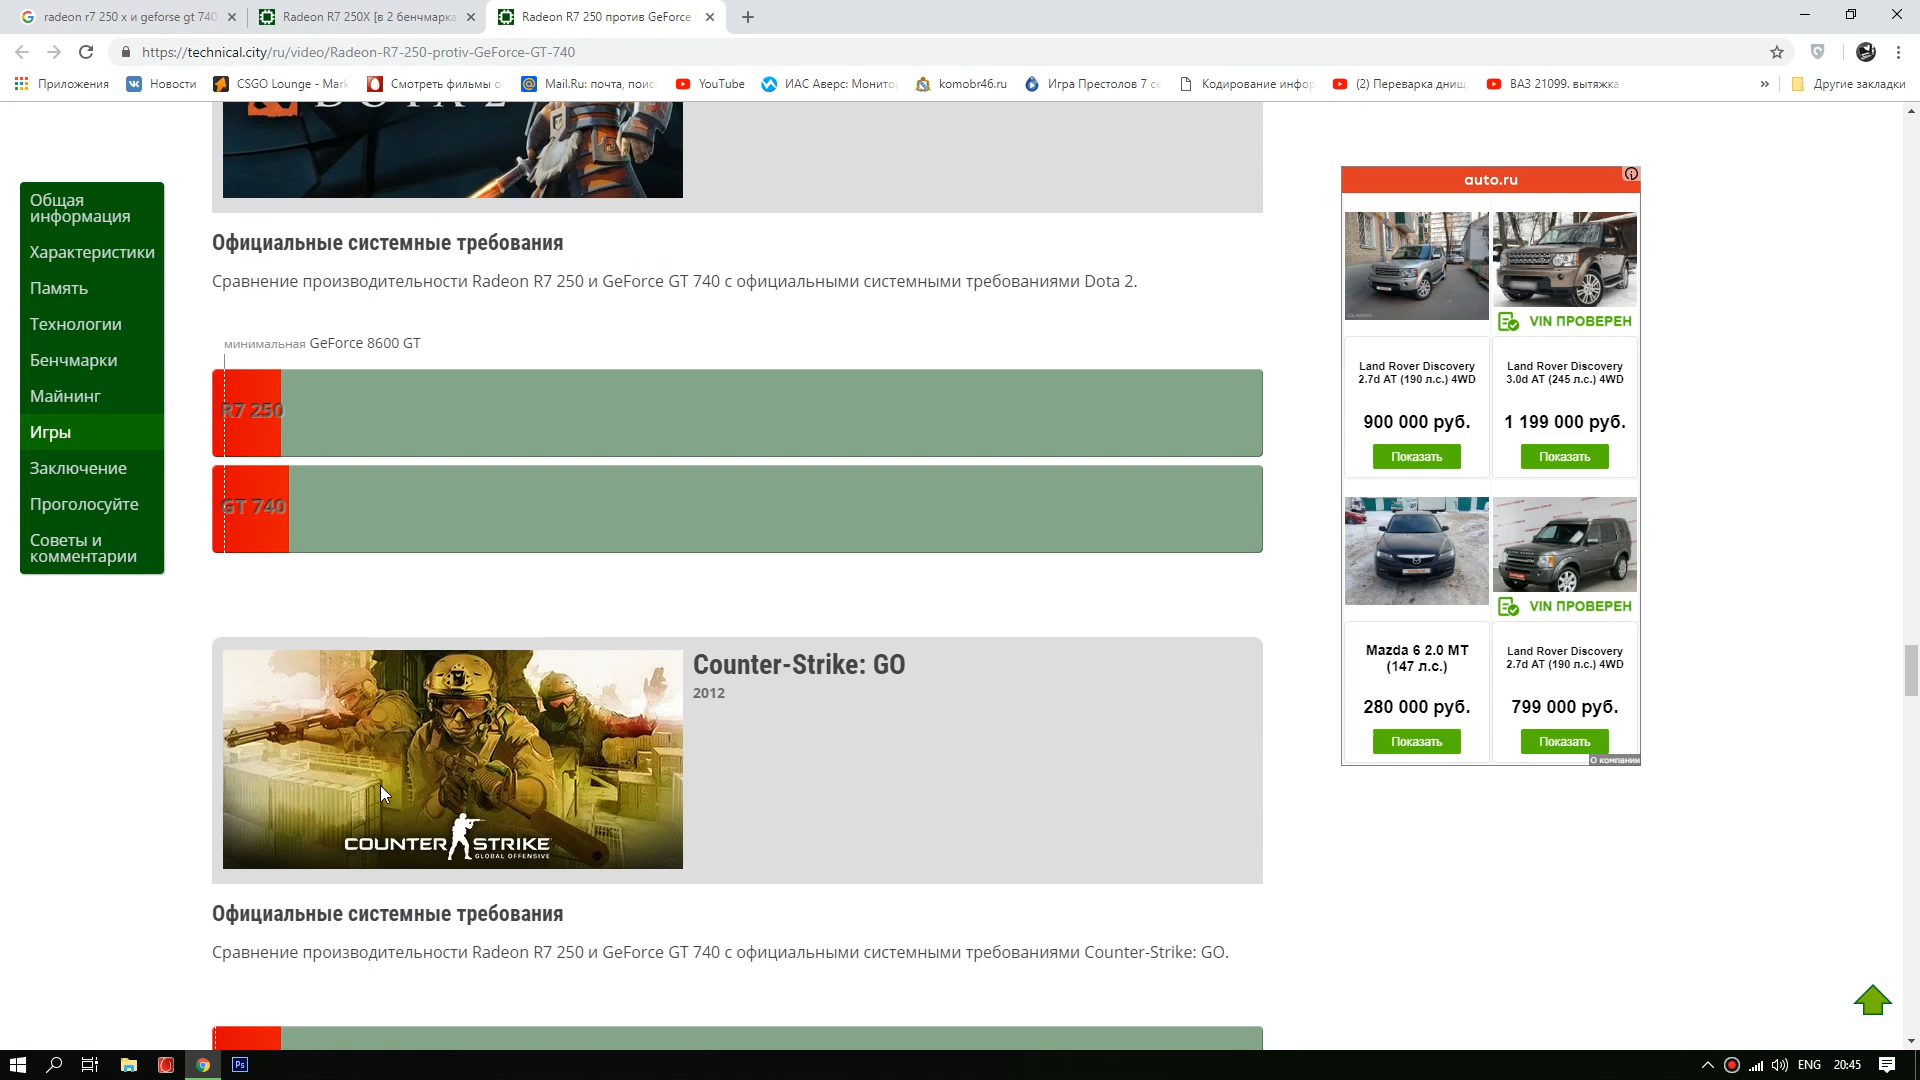 radeon r7 250 x и geforse gt 740
Radeon R7 250X [в 2 бенчмарка
Radeon R7 250 против GeForce
https://technical.city/ru/video/Radeon-R7-250-protiv-GeForce-GT-740
Приложения
Новости
CSGO Lounge - Mark
Смотреть фильмы о
Mail.Ru: почта, поис
YouTube
ИАС Аверс: Монито
komobr46.ru
Игра Престолов 7 се
Кодирование инфор
(2) Переварка днищ
ВАЗ 21099. вытяжка
»
Другие закладки
DOTA 2
Общая
информация
Характеристики
Память
Технологии
Бенчмарки
Майнинг
Игры
Заключение
Проголосуйте
Советы и
комментарии
Официальные системные требования
Сравнение производительности Radeon R7 250 и GeForce GT 740 с официальными системными требованиями Dota 2.
минимальная GeForce 8600 GT
R7 250
GT 740
Counter-Strike: GO
2012
COUNTER STRIKE
GLOBAL OFFENSIVE
Официальные системные требования
Сравнение производительности Radeon R7 250 и GeForce GT 740 с официальными системными требованиями Counter-Strike: GO.
auto.ru
VIN ПРОВЕРЕН
Land Rover Discovery
2.7d AT (190 л.с.) 4WD
900 000 руб.
Показать
Land Rover Discovery
3.0d AT (245 л.с.) 4WD
1 199 000 руб.
Показать
VIN ПРОВЕРЕН
Mazda 6 2.0 MT
(147 л.с.)
280 000 руб.
Показать
Land Rover Discovery
2.7d AT (190 л.с.) 4WD
799 000 руб.
Показать
О компании
Ps
ENG
20:45